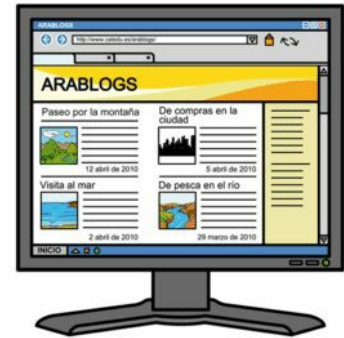 ARABLOGS
http://www.catedu.es/arablogs/
ARABLOGS
Paseo por la montaña
12 abril de 2010
De compras en la
ciudad
5 abril de 2010
Visita al mar
2 abril de 2010
De pesca en el río
29 marzo de 2010
INICIO